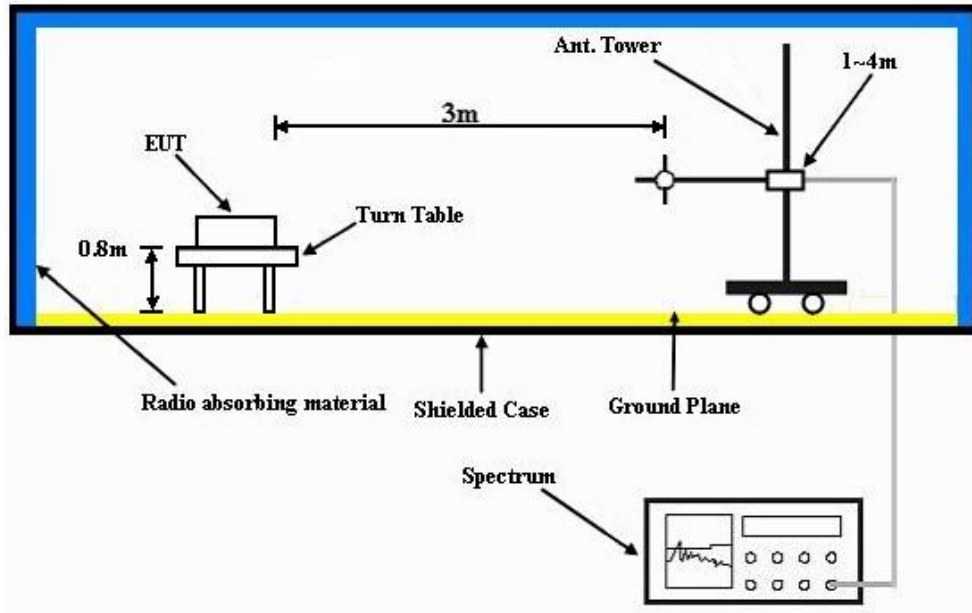 Ant. Tower
1~4m
3m
EUT
Turn Table
0.8m
Radio absorbing material
Shielded Case
Ground Plane
Spectrum